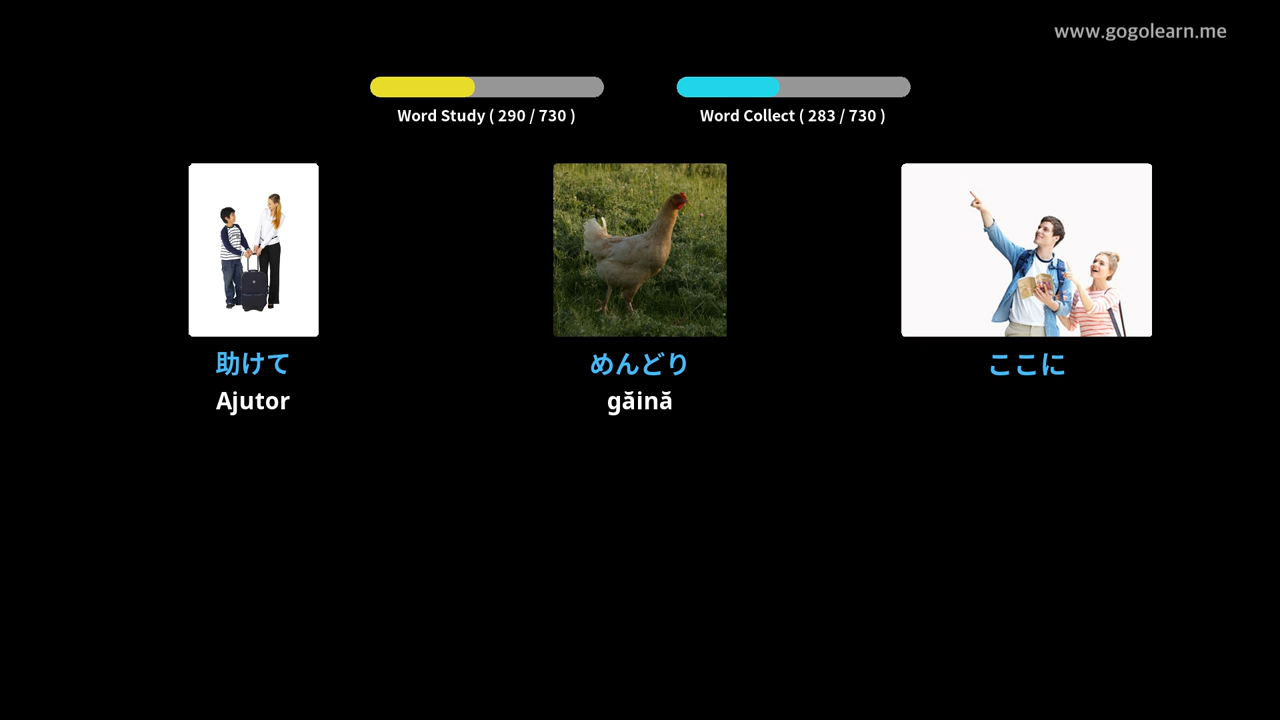 www.gogolearn.me
Word Study ( 290 / 730 )
Word Collect ( 283 / 730 )
助けて
Ajutor
めんどり
găină
ここに